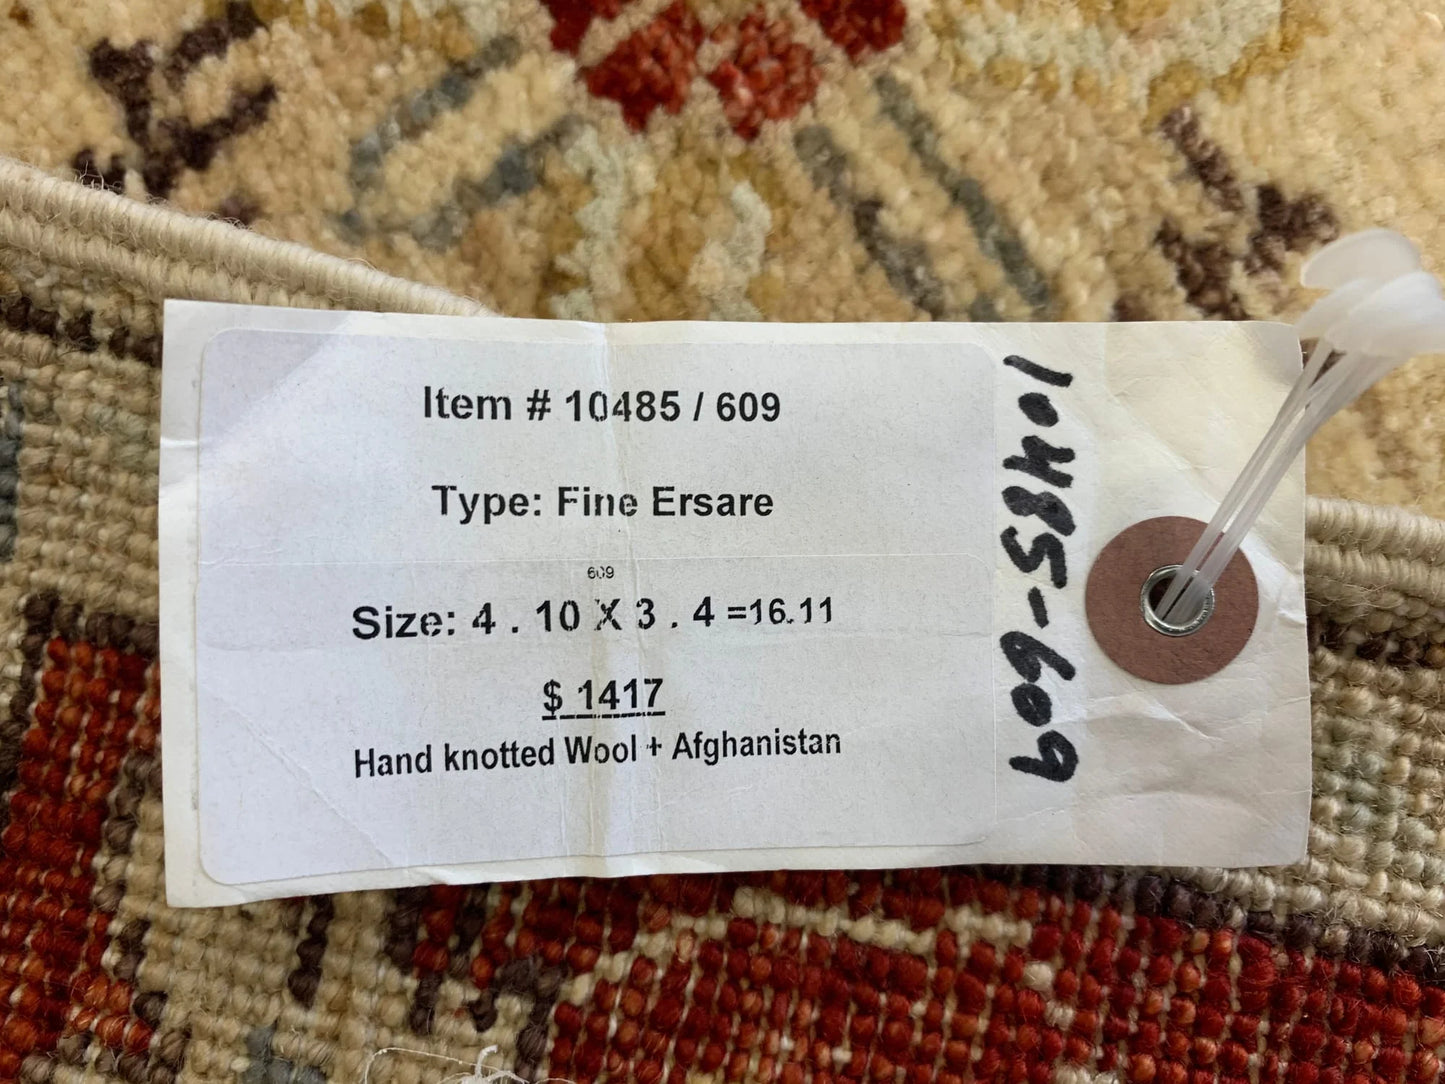 Item # 10485 / 609
Type: Fine Ersare
609
Size: 4 . 10 X 3 . 4 =16.11
$ 1417
Hand knotted Wool + Afghanistan
10485-609